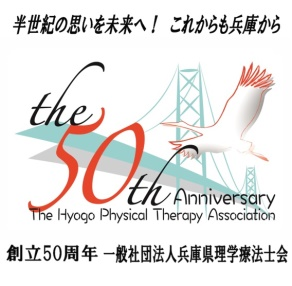 半世紀の思いを未来へ！ これからも兵庫から
the
50th
Anniversary
The Hyogo Physical Therapy Association
創立50周年 一般社団法人兵庫県理学療法士会